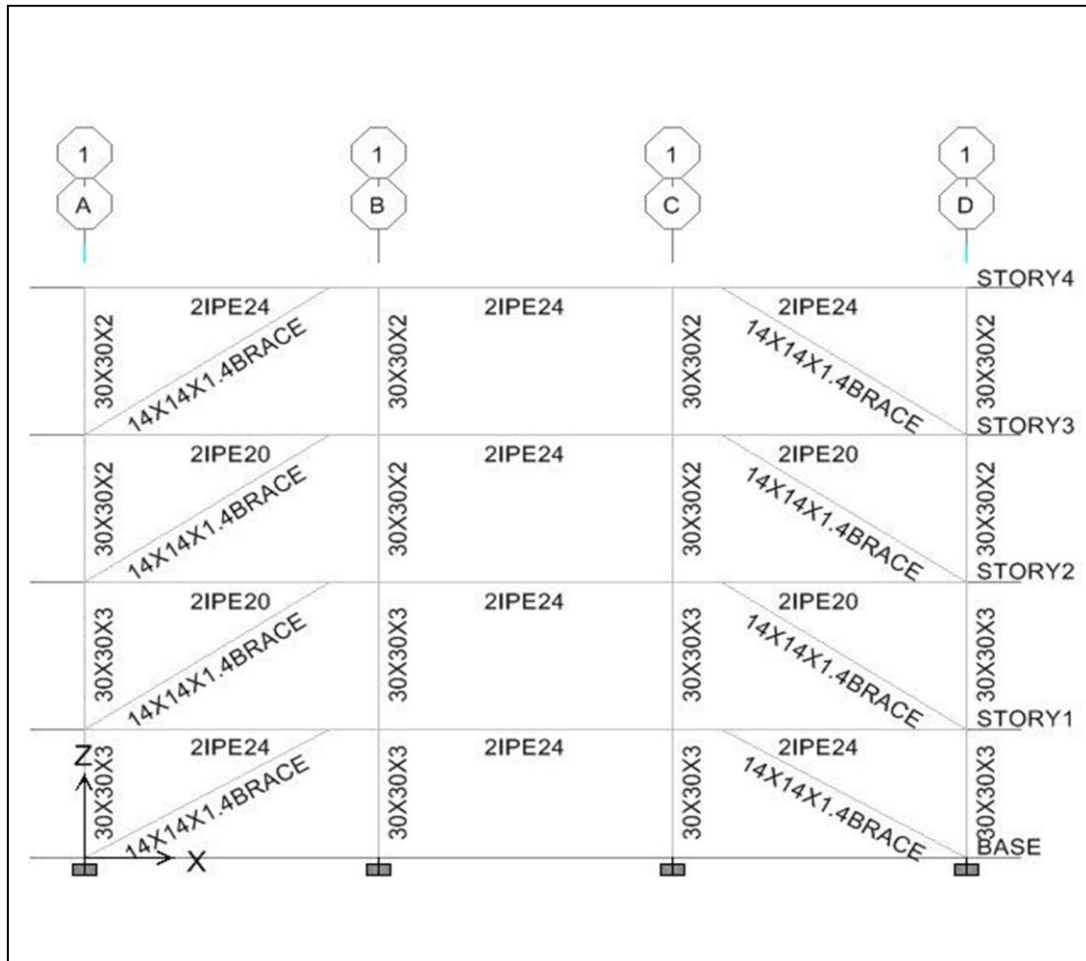 1 1 1 1
A B C D
STORY4
2IPE24 2IPE24 2IPE24
30X30X2 14X14X1.4BRACE 30X30X2 30X30X2 14X14X1.4BRACE 30X30X2
STORY3
2IPE20 2IPE24 2IPE20
30X30X2 14X14X1.4BRACE 30X30X2 30X30X2 14X14X1.4BRACE 30X30X2
STORY2
2IPE20 2IPE24 2IPE20
30X30X3 14X14X1.4BRACE 30X30X3 30X30X3 14X14X1.4BRACE 30X30X3
STORY1
2IPE24 2IPE24 2IPE24
Z 30X30X3 14X14X1.4BRACE 30X30X3 30X30X3 14X14X1.4BRACE 30X30X3
BASE
X